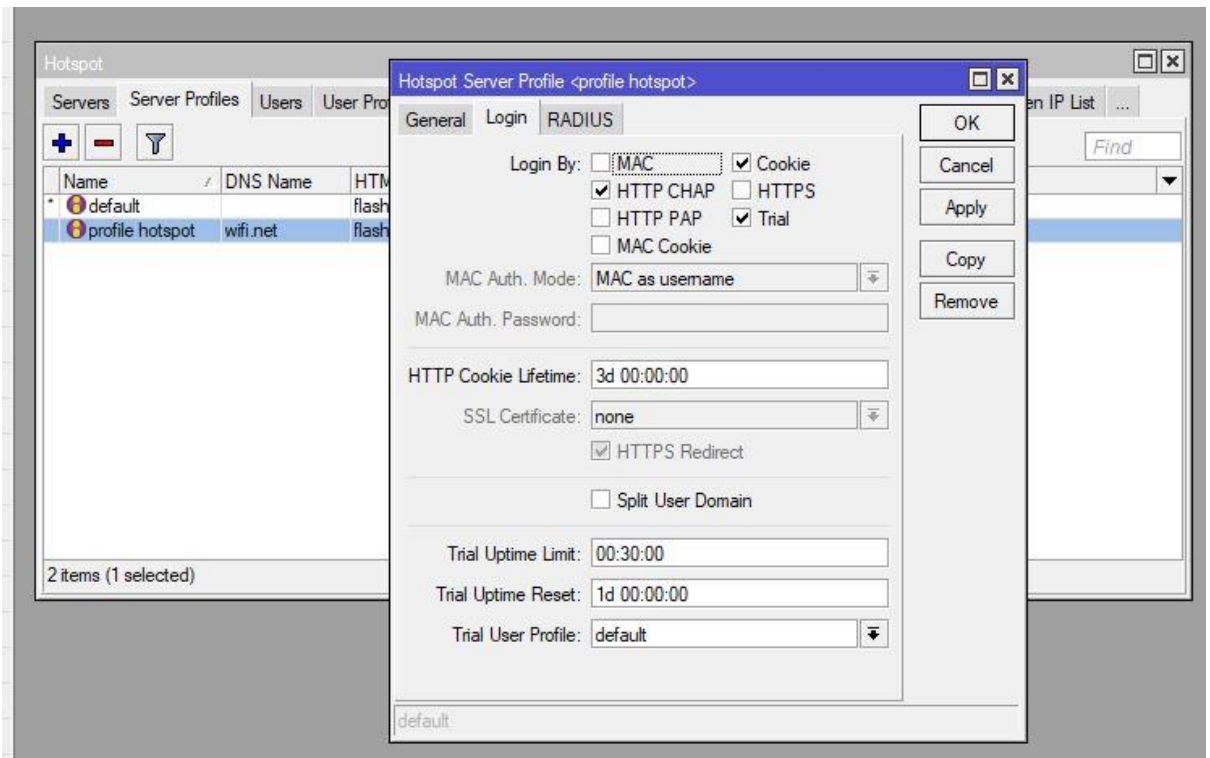 Hotspot
Servers Server Profiles Users User Pro en IP List ...
Find
Name DNS Name HTM
* default flash
profile hotspot wifi.net flash
2 items (1 selected)
Hotspot Server Profile <profile hotspot>
General Login RADIUS
Login By: MAC Cookie
HTTP CHAP HTTPS
HTTP PAP Trial
MAC Cookie
MAC Auth. Mode: MAC as username
MAC Auth. Password:
HTTP Cookie Lifetime: 3d 00:00:00
SSL Certificate: none
HTTPS Redirect
Split User Domain
Trial Uptime Limit: 00:30:00
Trial Uptime Reset: 1d 00:00:00
Trial User Profile: default
default
OK
Cancel
Apply
Copy
Remove